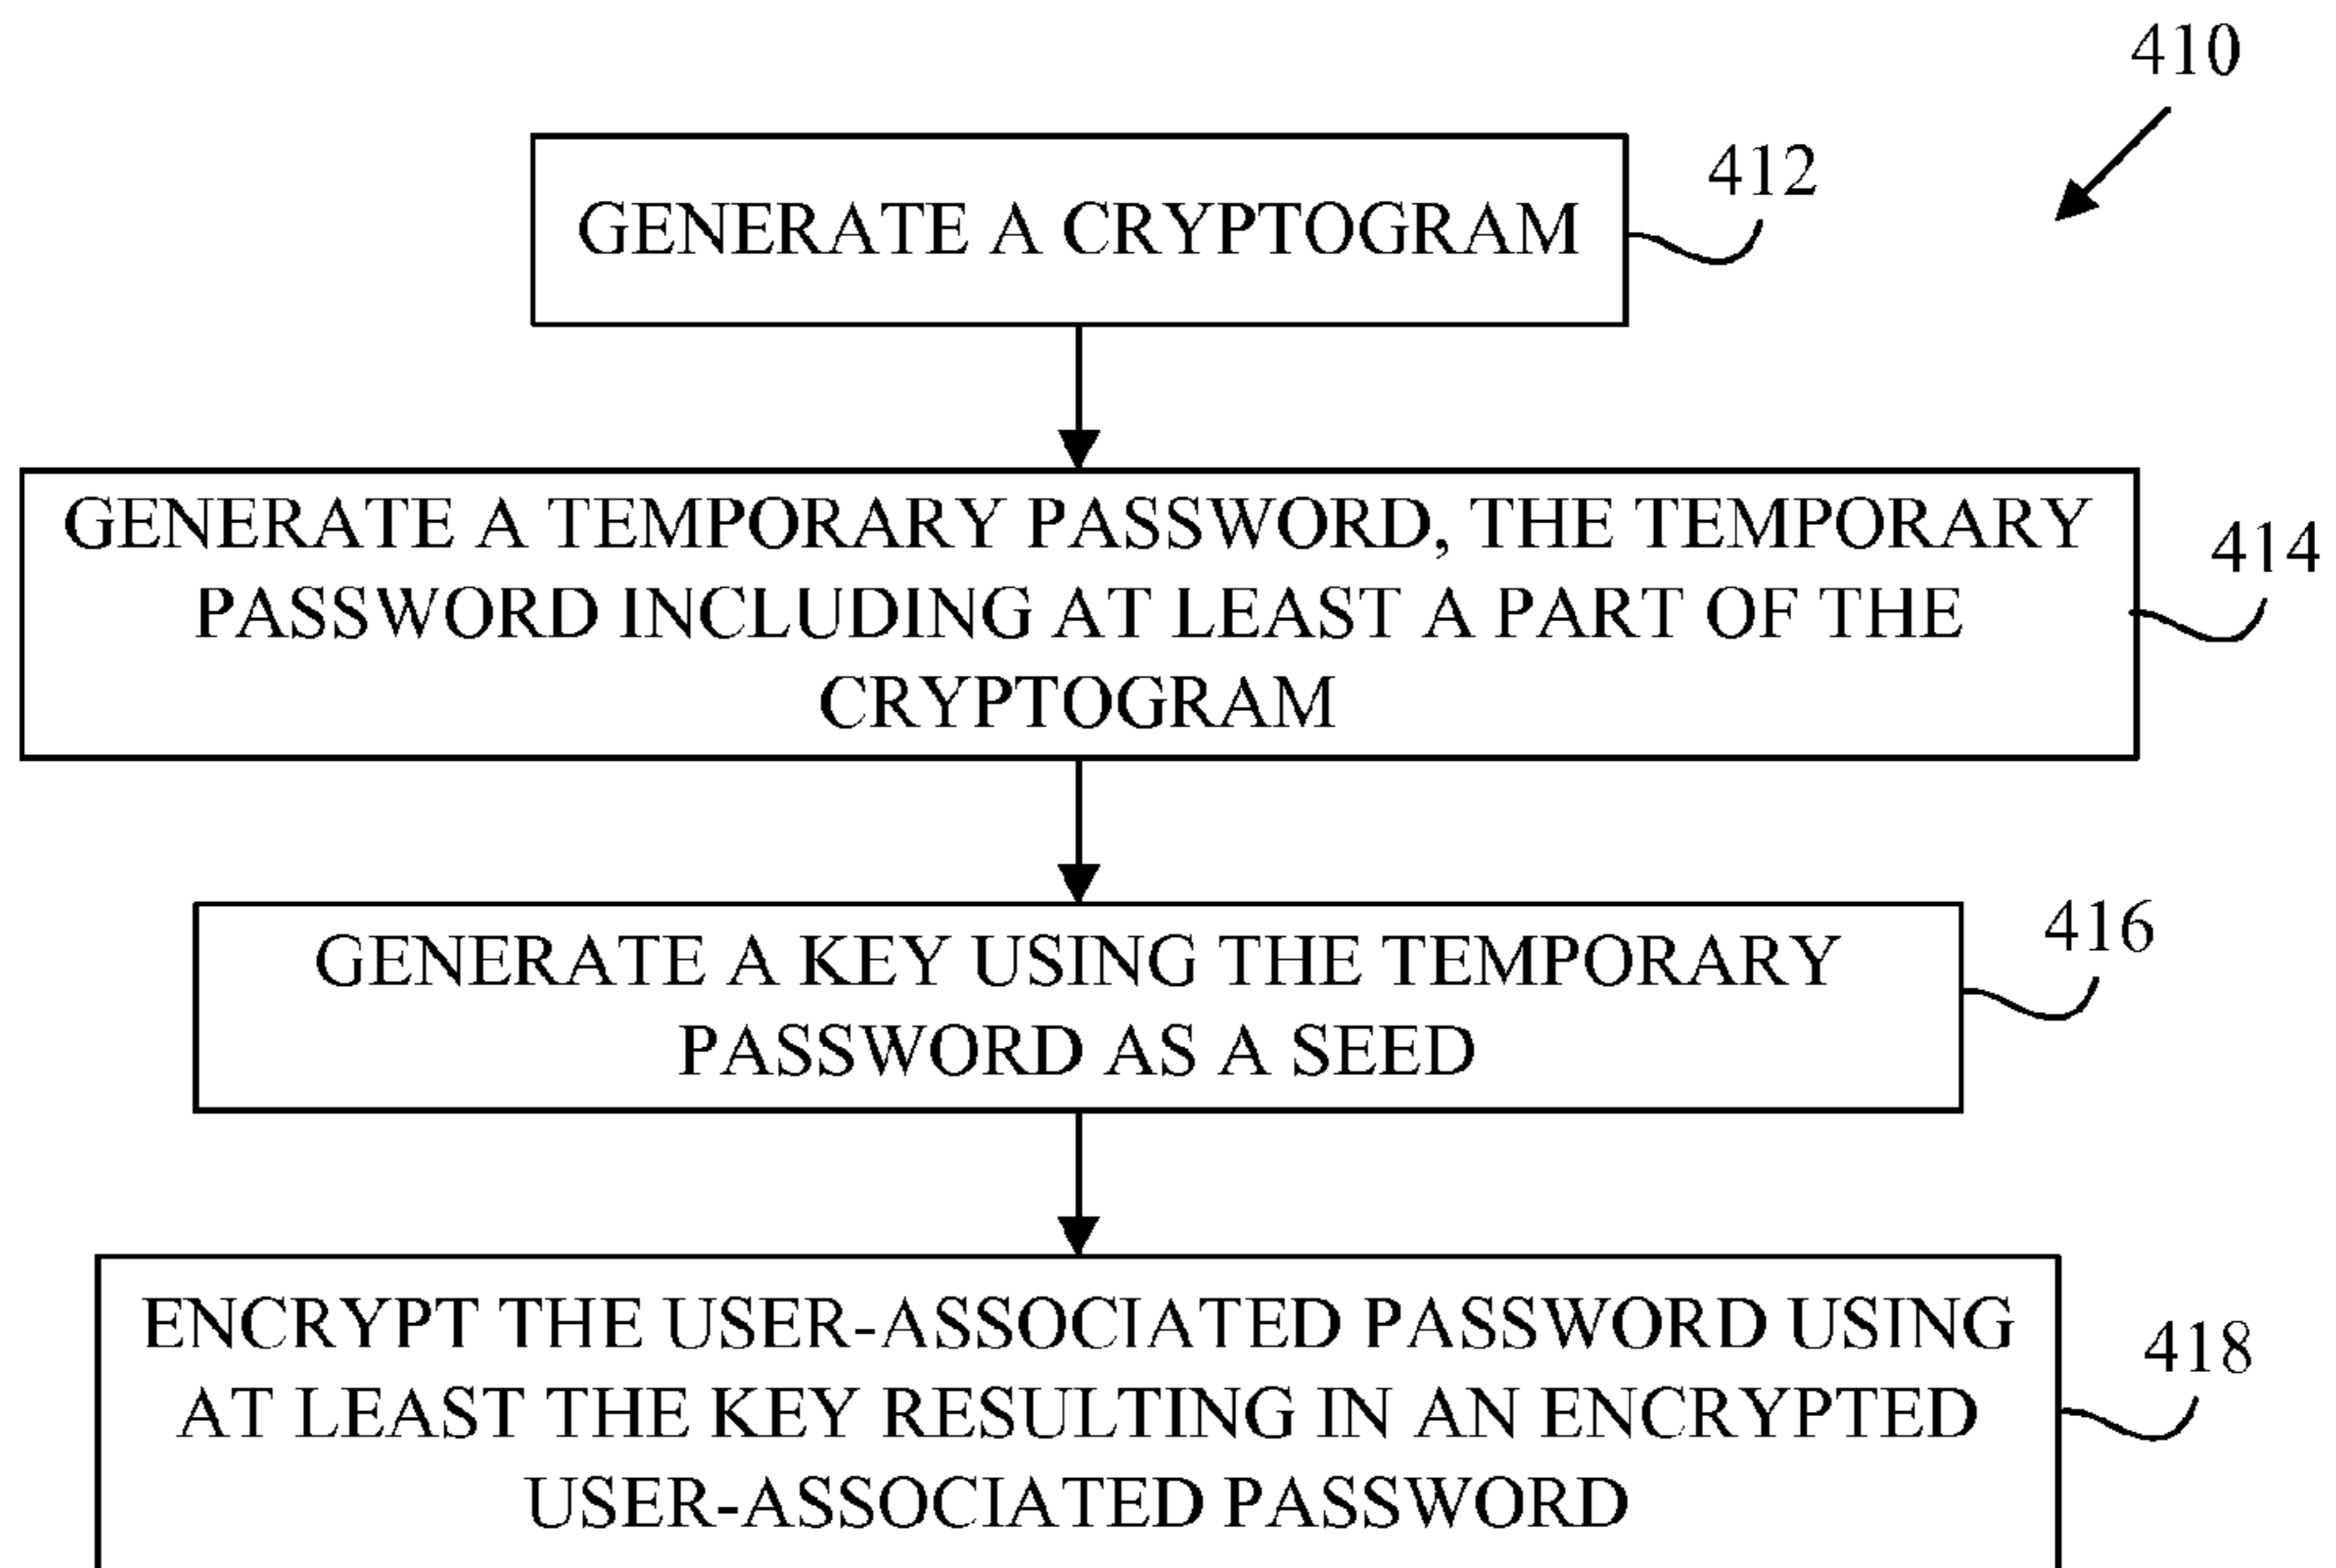 410
412
GENERATE A CRYPTOGRAM
GENERATE A TEMPORARY PASSWORD, THE TEMPORARY
PASSWORD INCLUDING AT LEAST A PART OF THE
CRYPTOGRAM
414
GENERATE A KEY USING THE TEMPORARY
PASSWORD AS A SEED
416
ENCRYPT THE USER-ASSOCIATED PASSWORD USING
AT LEAST THE KEY RESULTING IN AN ENCRYPTED
USER-ASSOCIATED PASSWORD
418